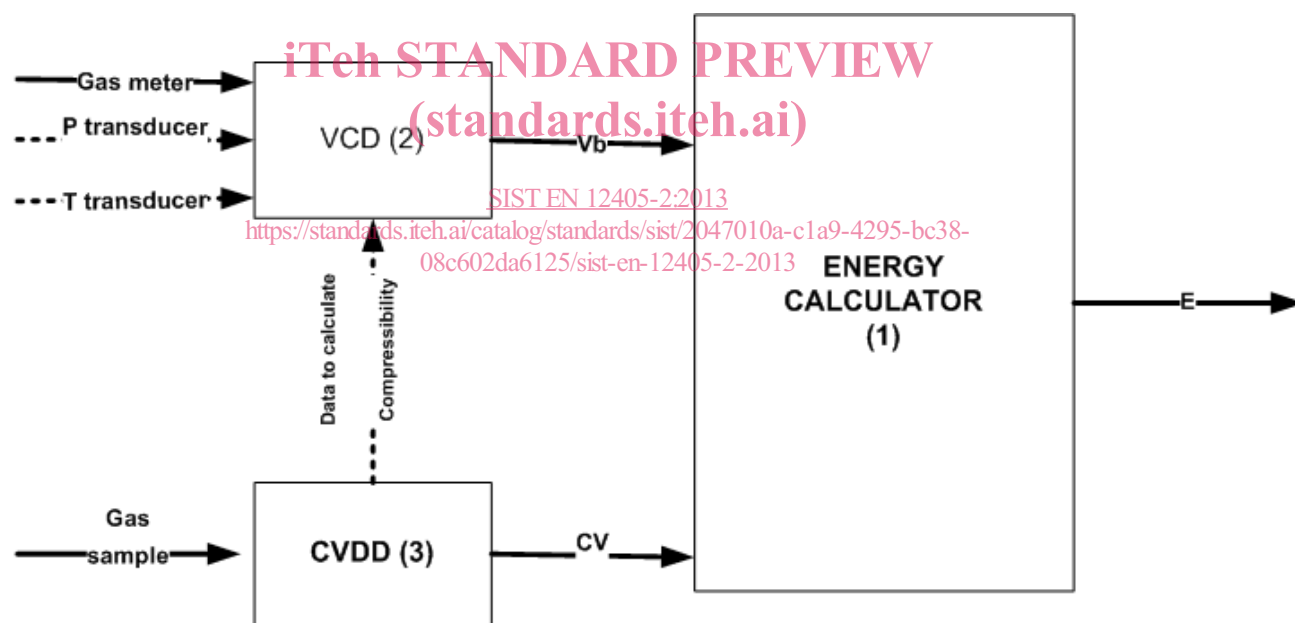 iTeh STANDARD PREVIEW
(standards.iteh.ai)
Gas meter
P transducer
VCD (2)
Vb
T transducer
SIST EN 12405-2:2013
https://standards.iteh.ai/catalog/standards/sist/2047010a-c1a9-4295-bc38-
08c602da6125/sist-en-12405-2-2013
ENERGY
CALCULATOR
(1)
E
Data to calculate
Compressibility
Gas
sample
CVDD (3)
CV